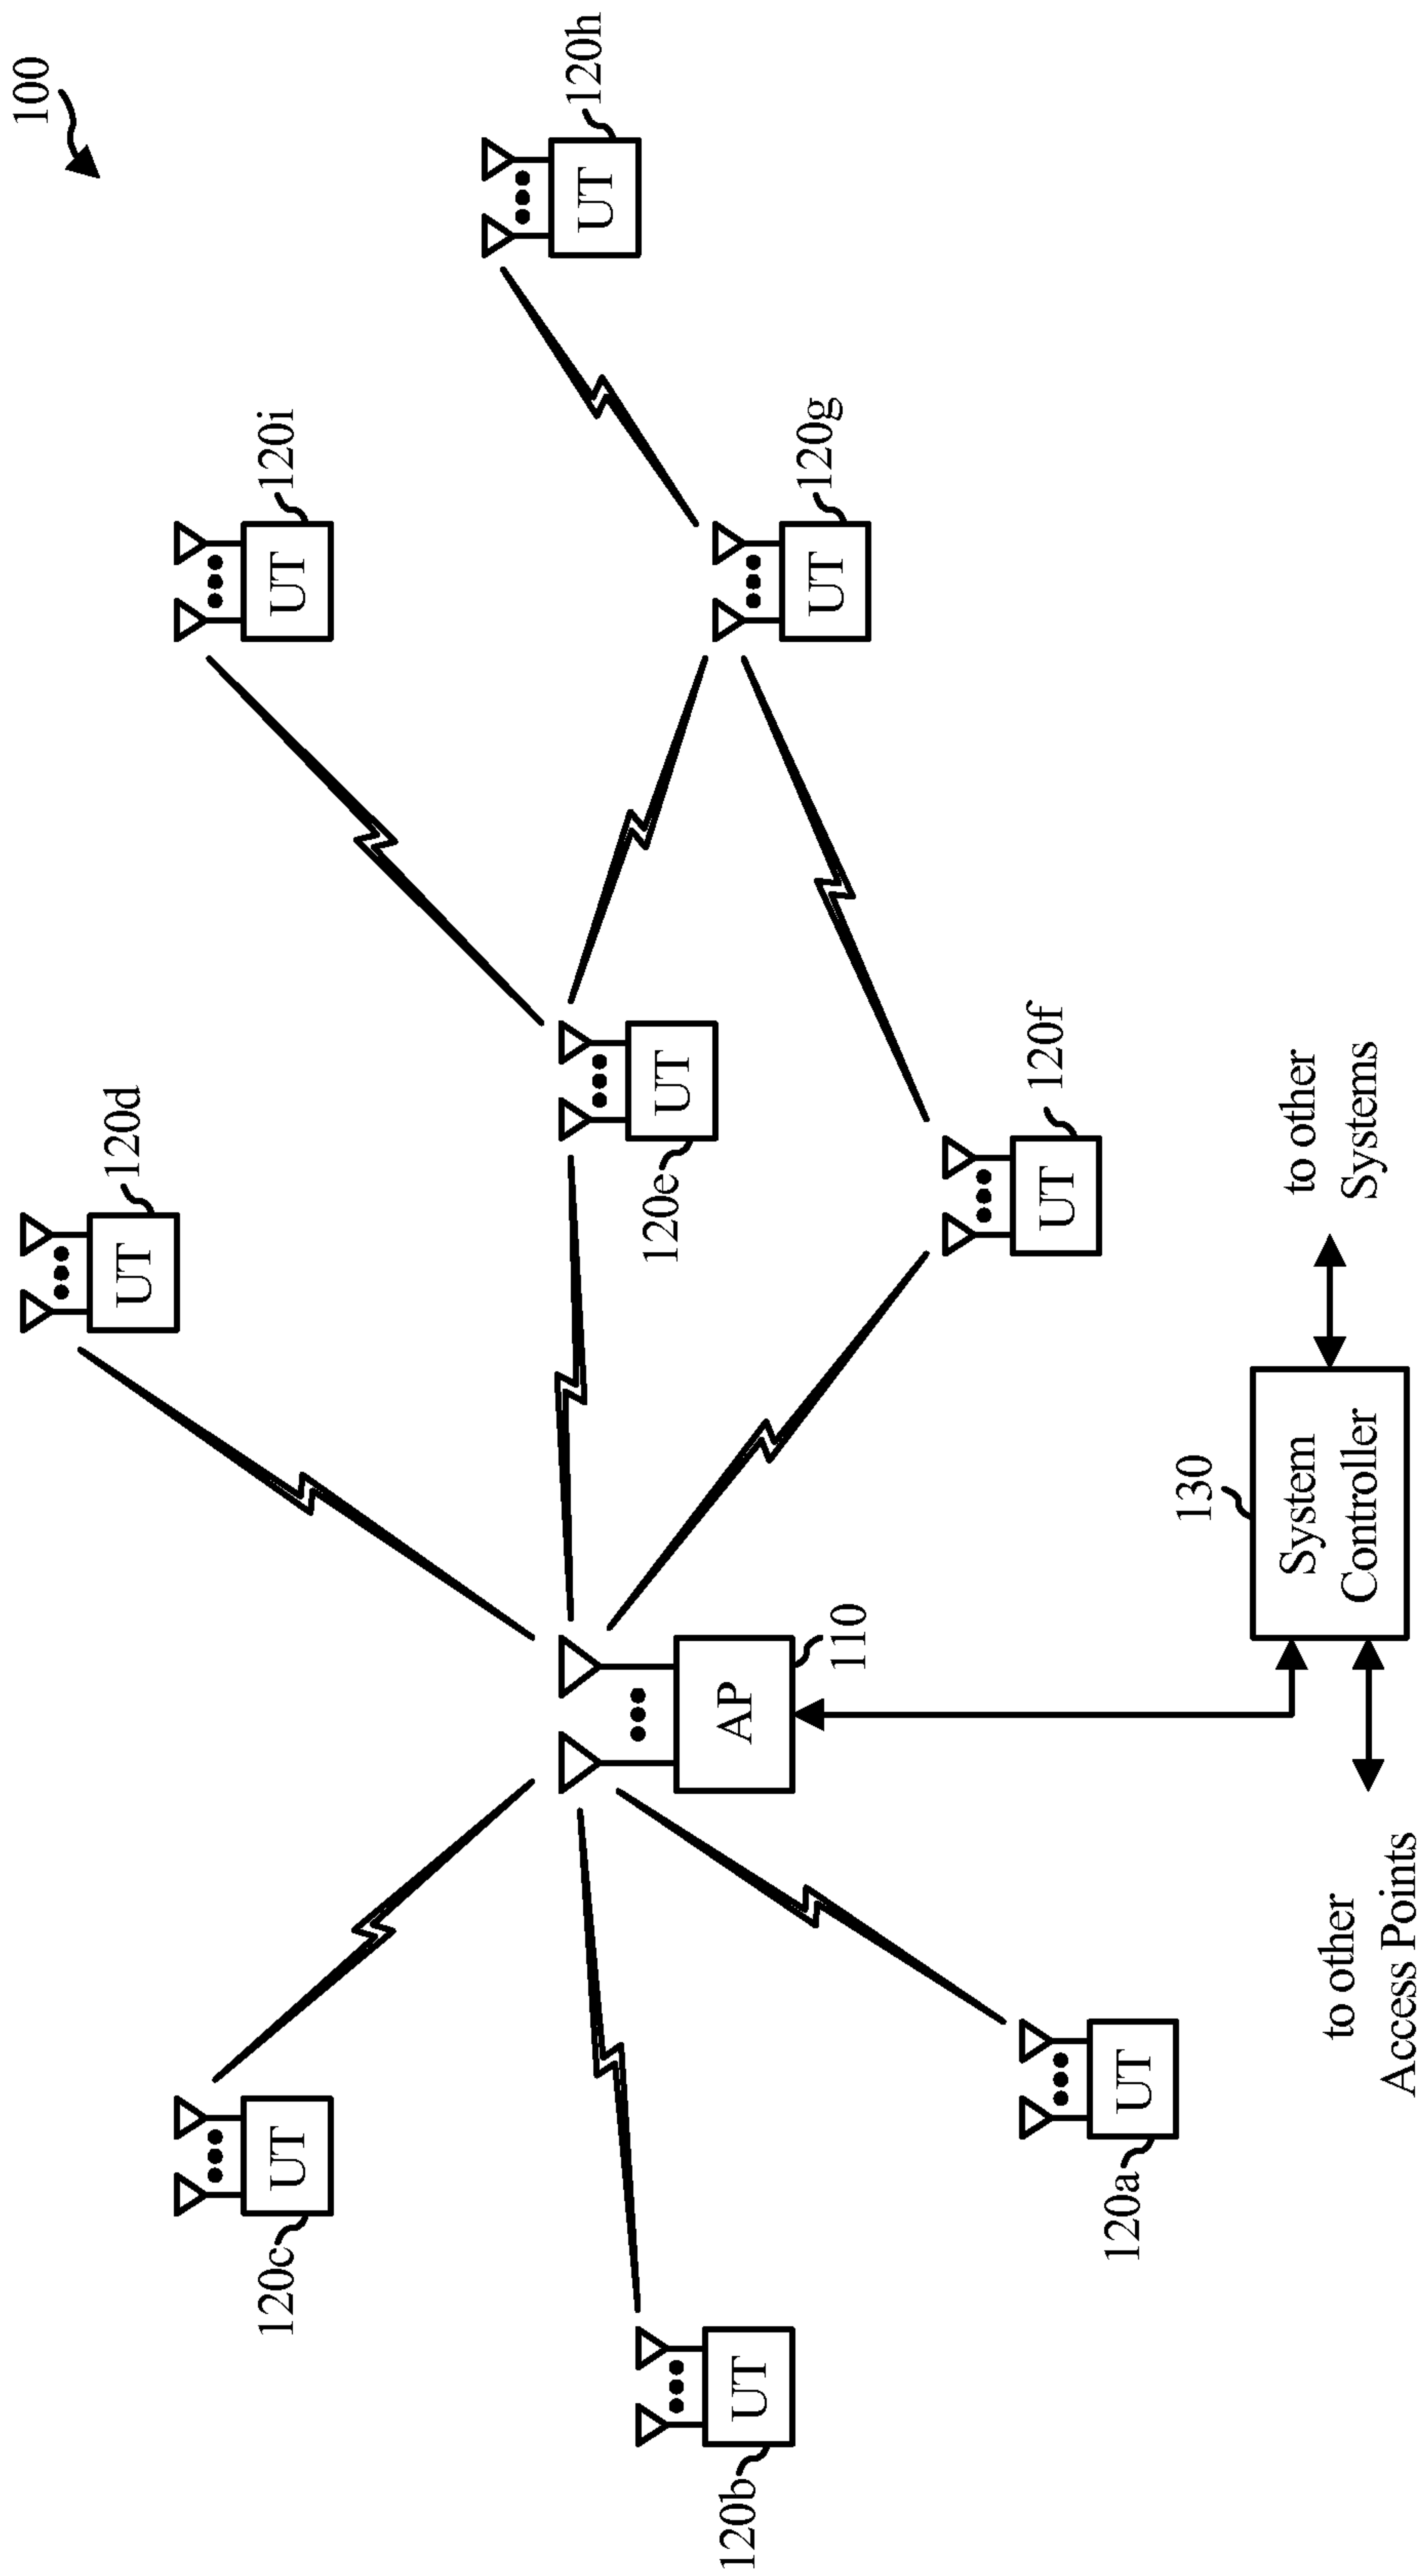 100
120d
UT
120i
UT
120c
UT
120h
UT
120e
UT
120g
UT
AP
110
120b
UT
120f
UT
120a
UT
130
System
Controller
to other
Systems
to other
Access Points